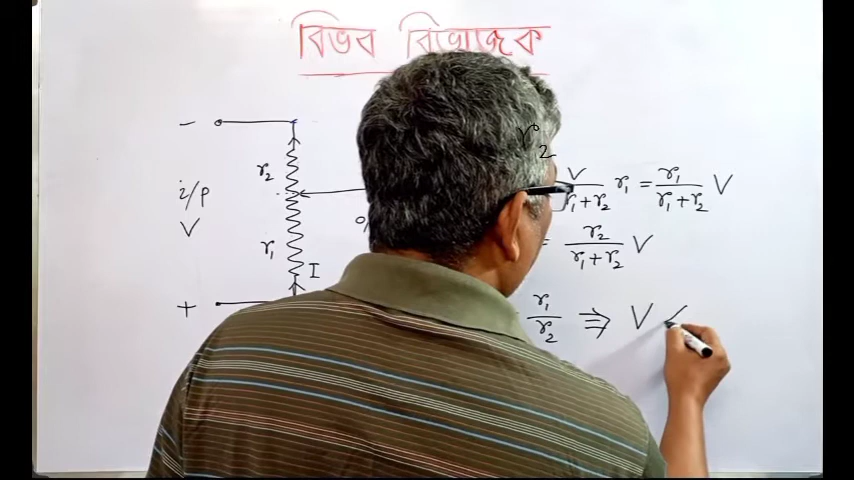 বিভব বিভাজক
−
r₂
r₂
i/p
V
V/(r₁+r₂) r₁ = r₁/(r₁+r₂) V
r₁
I
= r₂/(r₁+r₂) V
+
r₁/r₂ ⇒ V